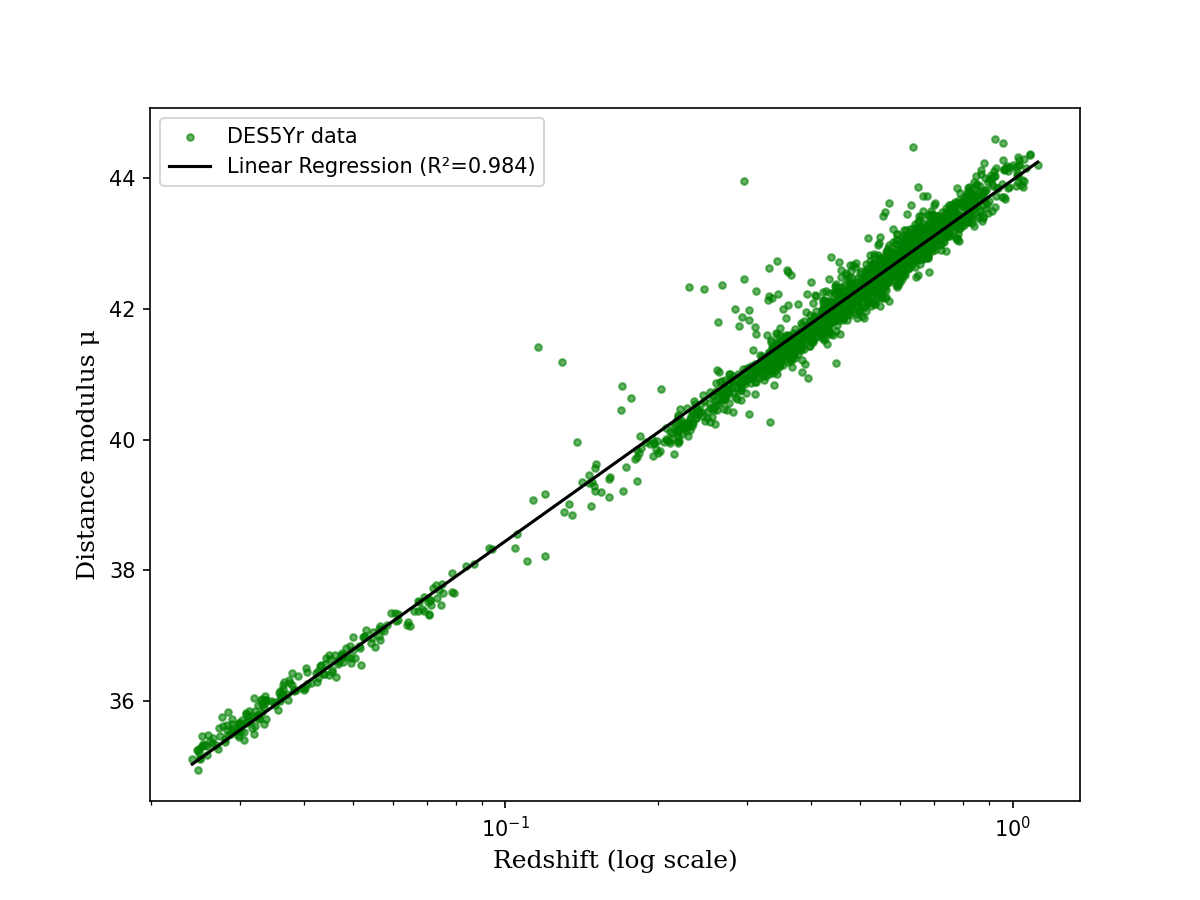 DES5Yr data
Linear Regression (R²=0.984)
44
42
40
38
36
Distance modulus μ
10⁻¹
10⁰
Redshift (log scale)